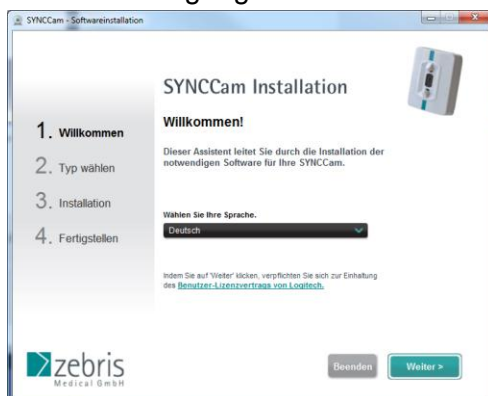 SYNCCam - Softwareinstallation
SYNCCam Installation
1. Willkommen
2. Typ wählen
3. Installation
4. Fertigstellen
Willkommen!
Dieser Assistent leitet Sie durch die Installation der
notwendigen Software für Ihre SYNCCam.
Wählen Sie Ihre Sprache.
Deutsch
Indem Sie auf 'Weiter' klicken, verpflichten Sie sich zur Einhaltung
des Benutzer-Lizenzvertrags von Logitech.
zebris
Medical GmbH
Beenden
Weiter >